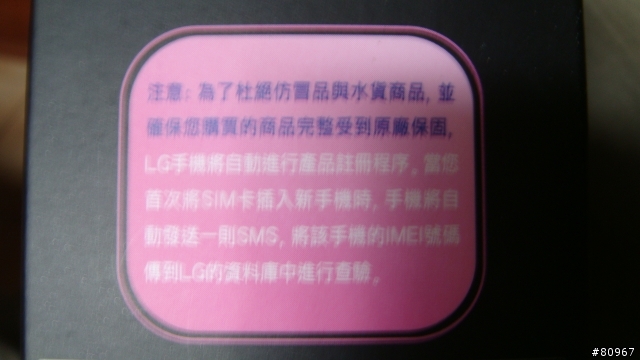 注意: 為了杜絕仿冒品與水貨商品, 並
確保您購買的商品完整受到原廠保固,
LG手機將自動進行產品註冊程序。當您
首次將SIM卡插入新手機時, 手機將自
動發送一則SMS, 將該手機的IMEI號碼
傳到LG的資料庫中進行查驗。
#80967